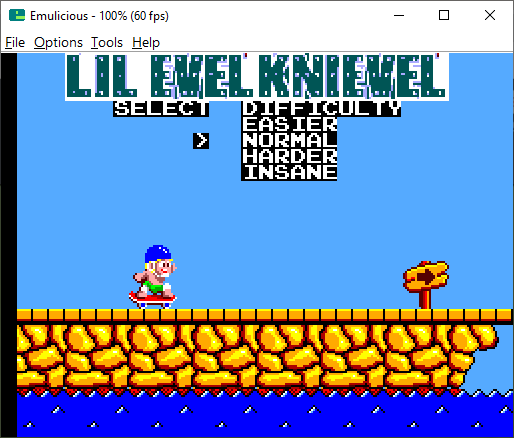 Emulicious - 100% (60 fps)
File Options Tools Help
LIL EVEL KNIEVEL
SELECT DIFFICULTY
EASIER
> NORMAL
HARDER
INSANE